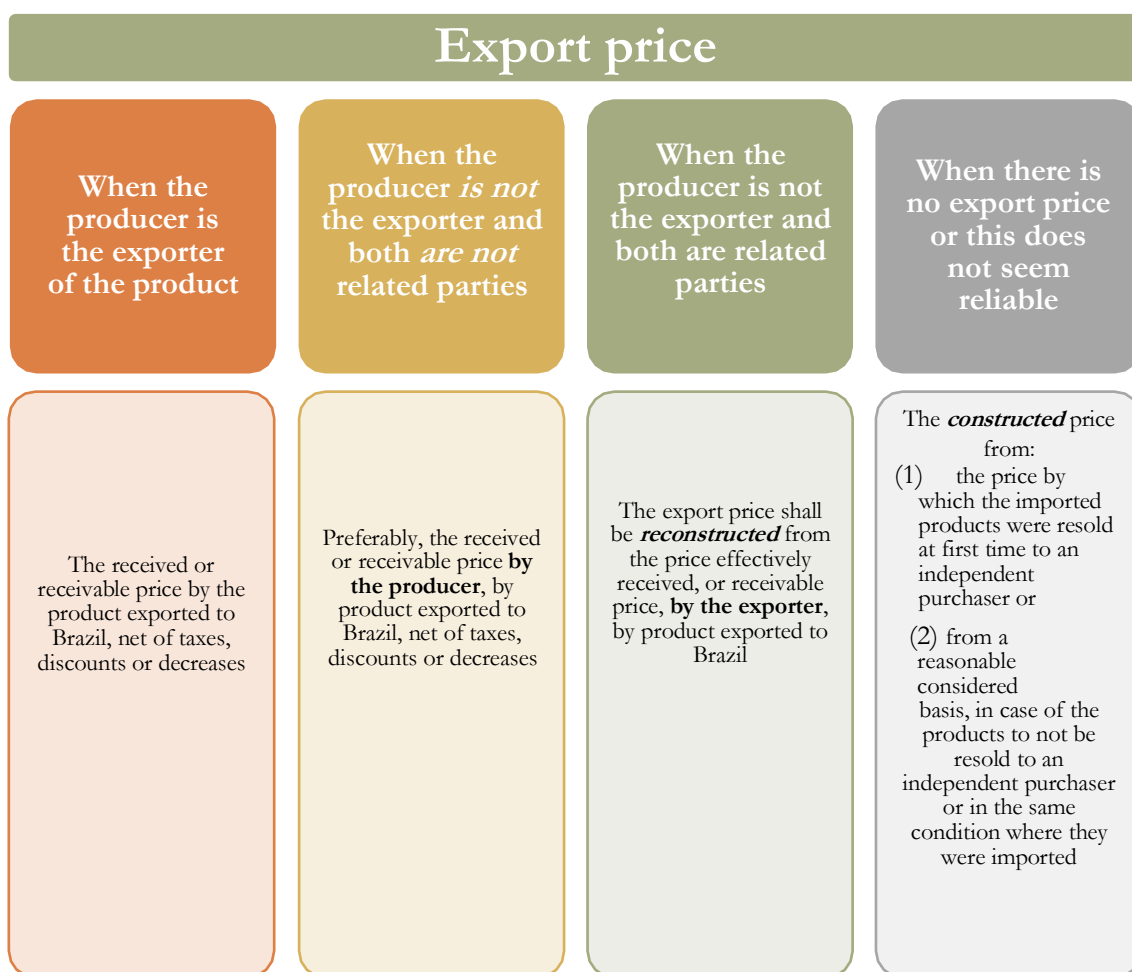 Export price
When the
producer is
the exporter
of the product
When the
producer is not
the exporter and
both are not
related parties
When the
producer is not
the exporter and
both are related
parties
When there is
no export price
or this does
not seem
reliable
The received or
receivable price by the
product exported to
Brazil, net of taxes,
discounts or decreases
Preferably, the received
or receivable price by
the producer, by
product exported to
Brazil, net of taxes,
discounts or decreases
The export price shall
be reconstructed from
the price effectively
received, or receivable
price, by the exporter,
by product exported to
Brazil
The constructed price
from:
(1) the price by
which the imported
products were resold
at first time to an
independent
purchaser or
(2) from a
reasonable
considered
basis, in case of the
products to not be
resold to an
independent purchaser
or in the same
condition where they
were imported